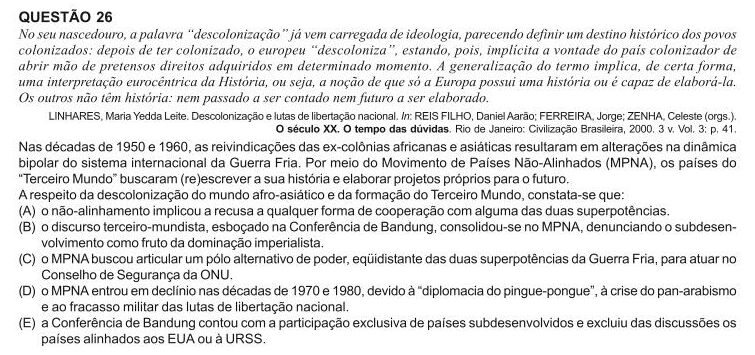 QUESTÃO 26
No seu nascedouro, a palavra “descolonização” já vem carregada de ideologia, parecendo definir um destino histórico dos povos
colonizados: depois de ter colonizado, o europeu “descoloniza”, estando, pois, implícita a vontade do país colonizador de
abrir mão de pretensos direitos adquiridos em determinado momento. A generalização do termo implica, de certa forma,
uma interpretação eurocêntrica da História, ou seja, a noção de que só a Europa possui uma história ou é capaz de elaborá-la.
Os outros não têm história: nem passado a ser contado nem futuro a ser elaborado.
LINHARES, Maria Yedda Leite. Descolonização e lutas de libertação nacional. In: REIS FILHO, Daniel Aarão; FERREIRA, Jorge; ZENHA, Celeste (orgs.).
O século XX. O tempo das dúvidas. Rio de Janeiro: Civilização Brasileira, 2000. 3 v. Vol. 3: p. 41.
Nas décadas de 1950 e 1960, as reivindicações das ex-colônias africanas e asiáticas resultaram em alterações na dinâmica
bipolar do sistema internacional da Guerra Fria. Por meio do Movimento de Países Não-Alinhados (MPNA), os países do
“Terceiro Mundo” buscaram (re)escrever a sua história e elaborar projetos próprios para o futuro.
A respeito da descolonização do mundo afro-asiático e da formação do Terceiro Mundo, constata-se que:
(A) o não-alinhamento implicou a recusa a qualquer forma de cooperação com alguma das duas superpotências.
(B) o discurso terceiro-mundista, esboçado na Conferência de Bandung, consolidou-se no MPNA, denunciando o subdesen-
volvimento como fruto da dominação imperialista.
(C) o MPNA buscou articular um pólo alternativo de poder, eqüidistante das duas superpotências da Guerra Fria, para atuar no
Conselho de Segurança da ONU.
(D) o MPNA entrou em declínio nas décadas de 1970 e 1980, devido à “diplomacia do pingue-pongue”, à crise do pan-arabismo
e ao fracasso militar das lutas de libertação nacional.
(E) a Conferência de Bandung contou com a participação exclusiva de países subdesenvolvidos e excluiu das discussões os
países alinhados aos EUA ou à URSS.